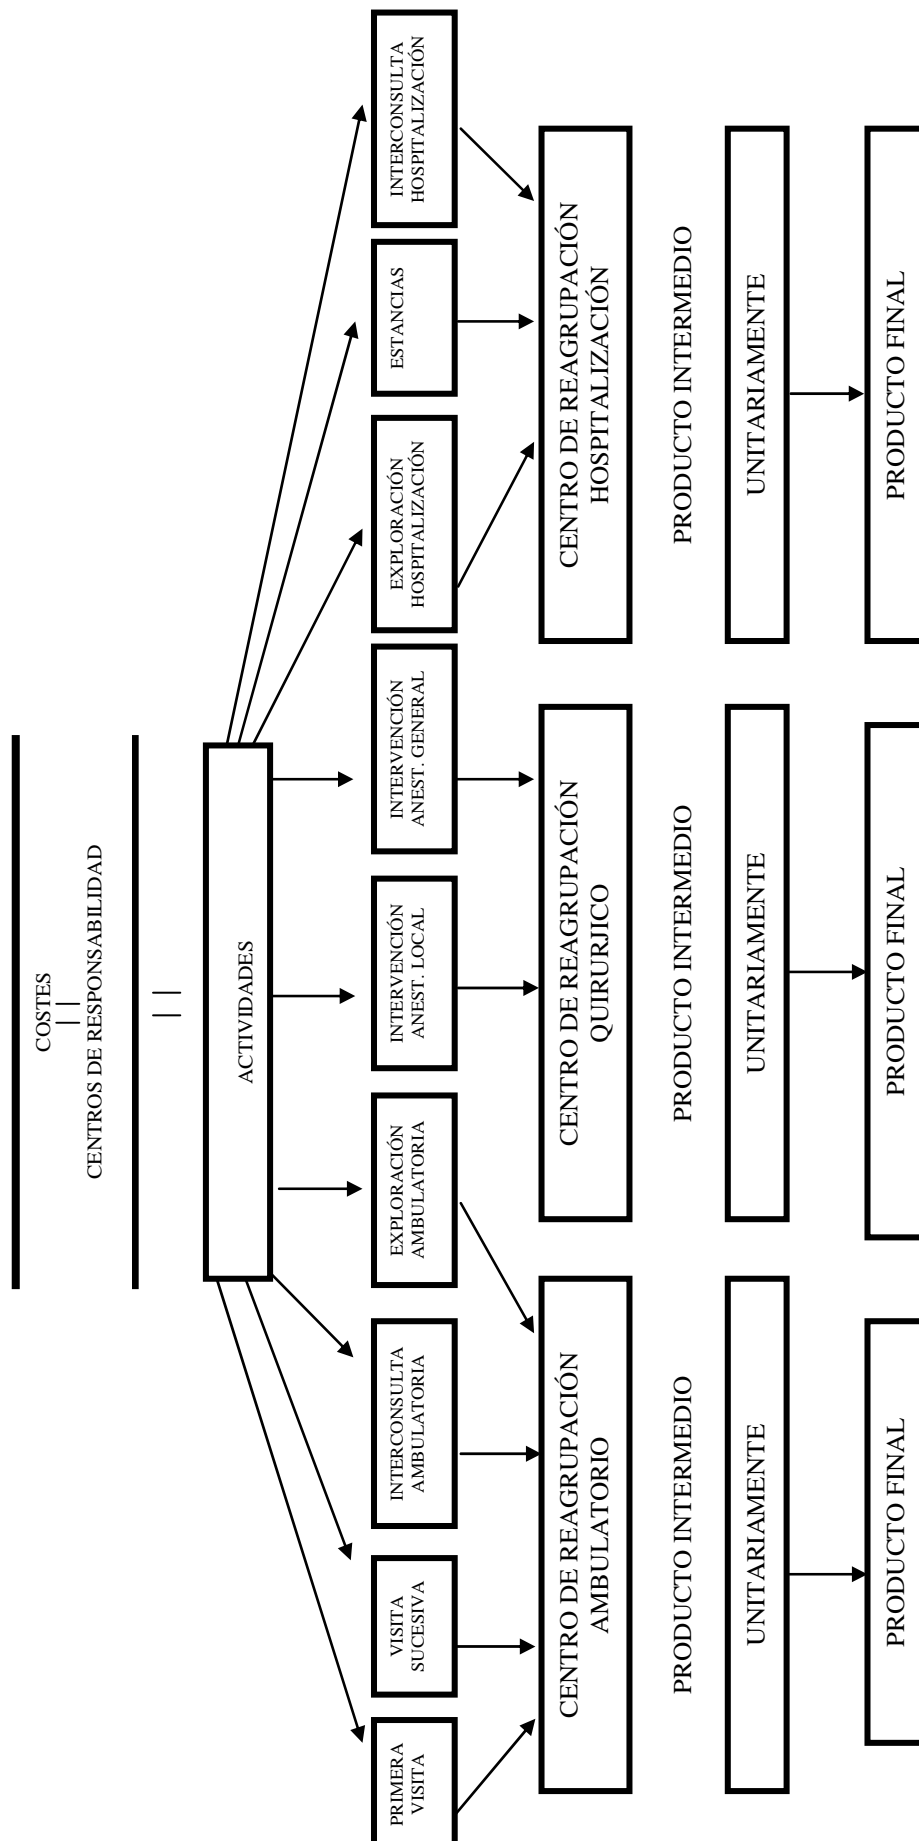 COSTES
CENTROS DE RESPONSABILIDAD
ACTIVIDADES
PRIMERA
VISITA
VISITA
SUCESIVA
INTERCONSULTA
AMBULATORIA
EXPLORACIÓN
AMBULATORIA
INTERVENCIÓN
ANEST. LOCAL
INTERVENCIÓN
ANEST. GENERAL
EXPLORACIÓN
HOSPITALIZACIÓN
ESTANCIAS
INTERCONSULTA
HOSPITALIZACIÓN
CENTRO DE REAGRUPACIÓN
AMBULATORIO
CENTRO DE REAGRUPACIÓN
QUIRURJICO
CENTRO DE REAGRUPACIÓN
HOSPITALIZACIÓN
PRODUCTO INTERMEDIO
PRODUCTO INTERMEDIO
PRODUCTO INTERMEDIO
UNITARIAMENTE
UNITARIAMENTE
UNITARIAMENTE
PRODUCTO FINAL
PRODUCTO FINAL
PRODUCTO FINAL